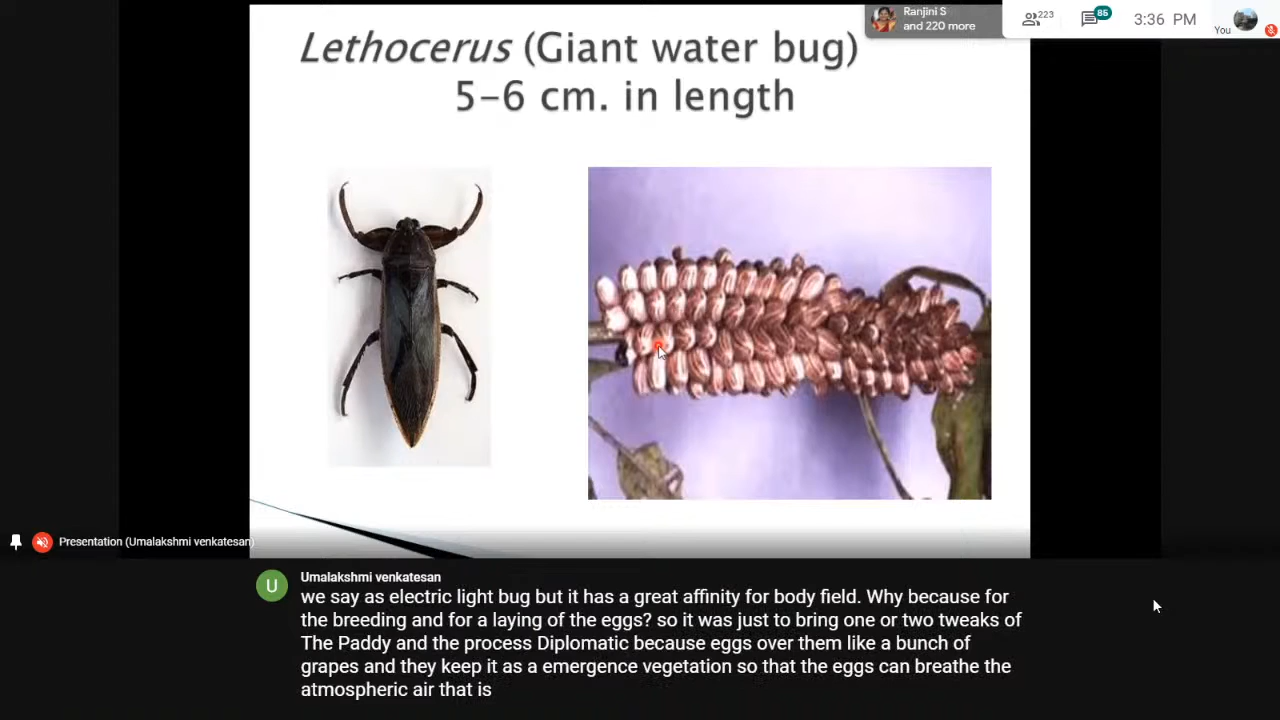 Ranjini S
and 220 more
223
85
3:36 PM
You
Lethocerus (Giant water bug)
5-6 cm. in length
Presentation (Umalakshmi venkatesan)
U
Umalakshmi venkatesan
we say as electric light bug but it has a great affinity for body field. Why because for
the breeding and for a laying of the eggs? so it was just to bring one or two tweaks of
The Paddy and the process Diplomatic because eggs over them like a bunch of
grapes and they keep it as a emergence vegetation so that the eggs can breathe the
atmospheric air that is